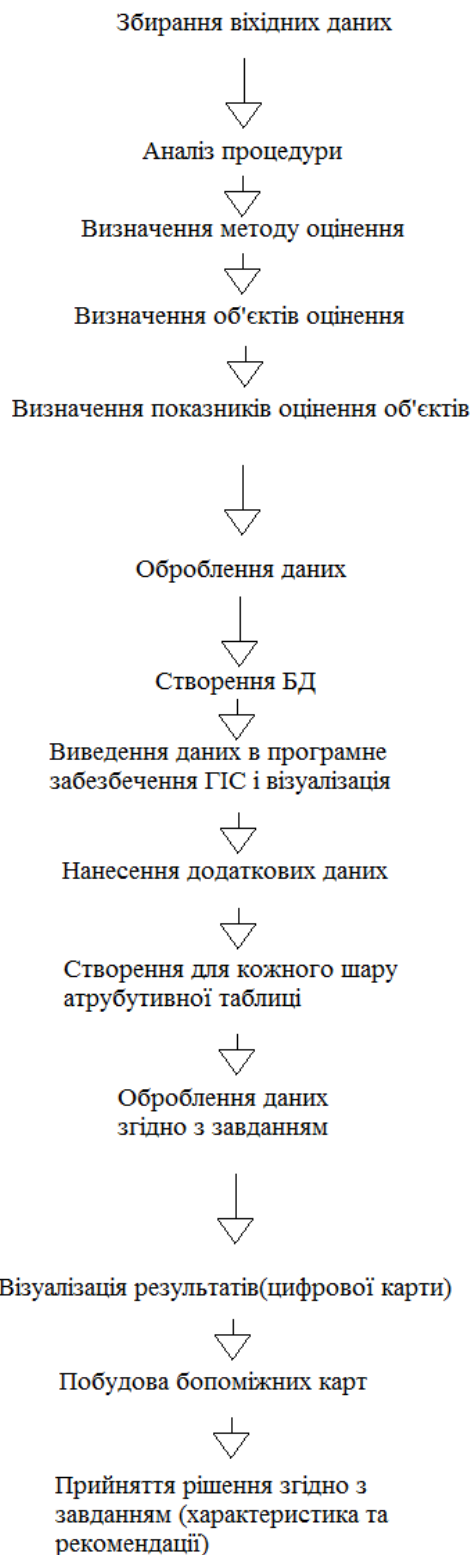 Збирання віхідних даних
Аналіз процедури
Визначення методу оцінення
Визначення об'єктів оцінення
Визначення показників оцінення об'єктів
Оброблення даних
Створення БД
Виведення даних в програмне
забезбечення ГІС і візуалізація
Нанесення додаткових даних
Створення для кожного шару
атрубутивної таблиці
Оброблення даних
згідно з завданням
Візуалізація результатів(цифрової карти)
Побудова бопоміжних карт
Прийняття рішення згідно з
завданням (характеристика та
рекомендації)